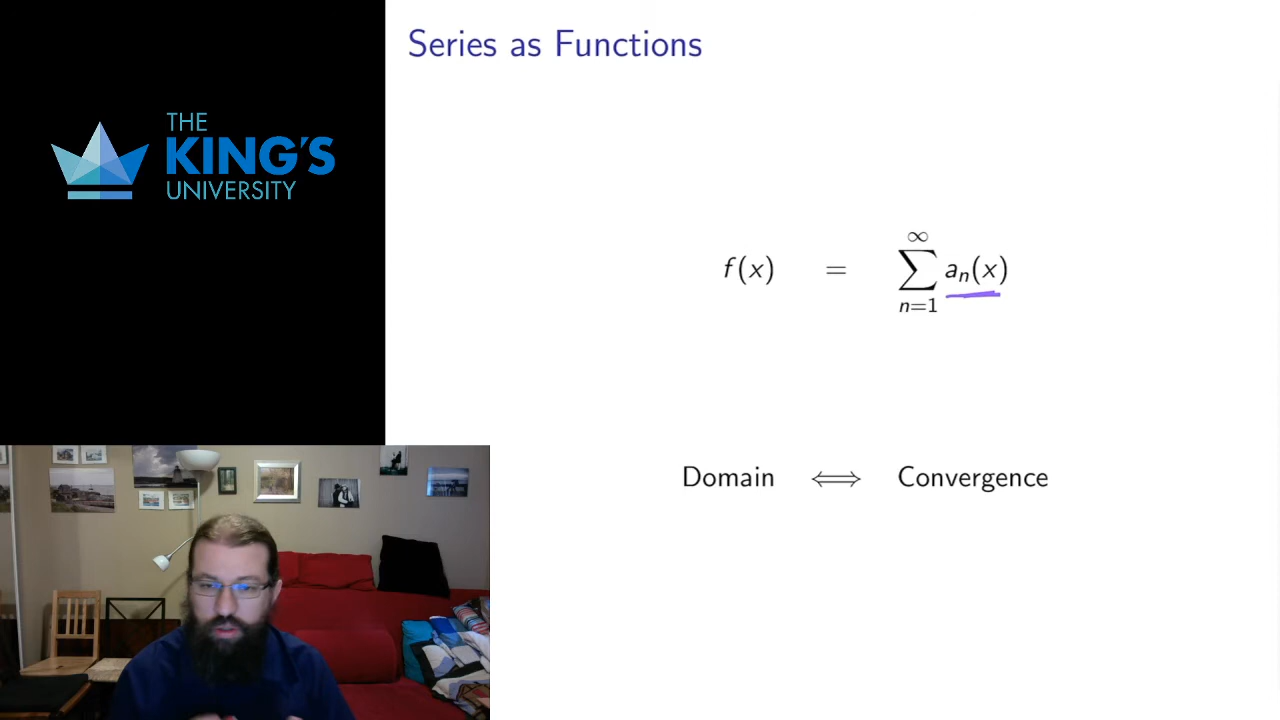 THE
KING'S
UNIVERSITY
Series as Functions
f(x) = ∑_{n=1}^{∞} a_n(x)
Domain ⟺ Convergence